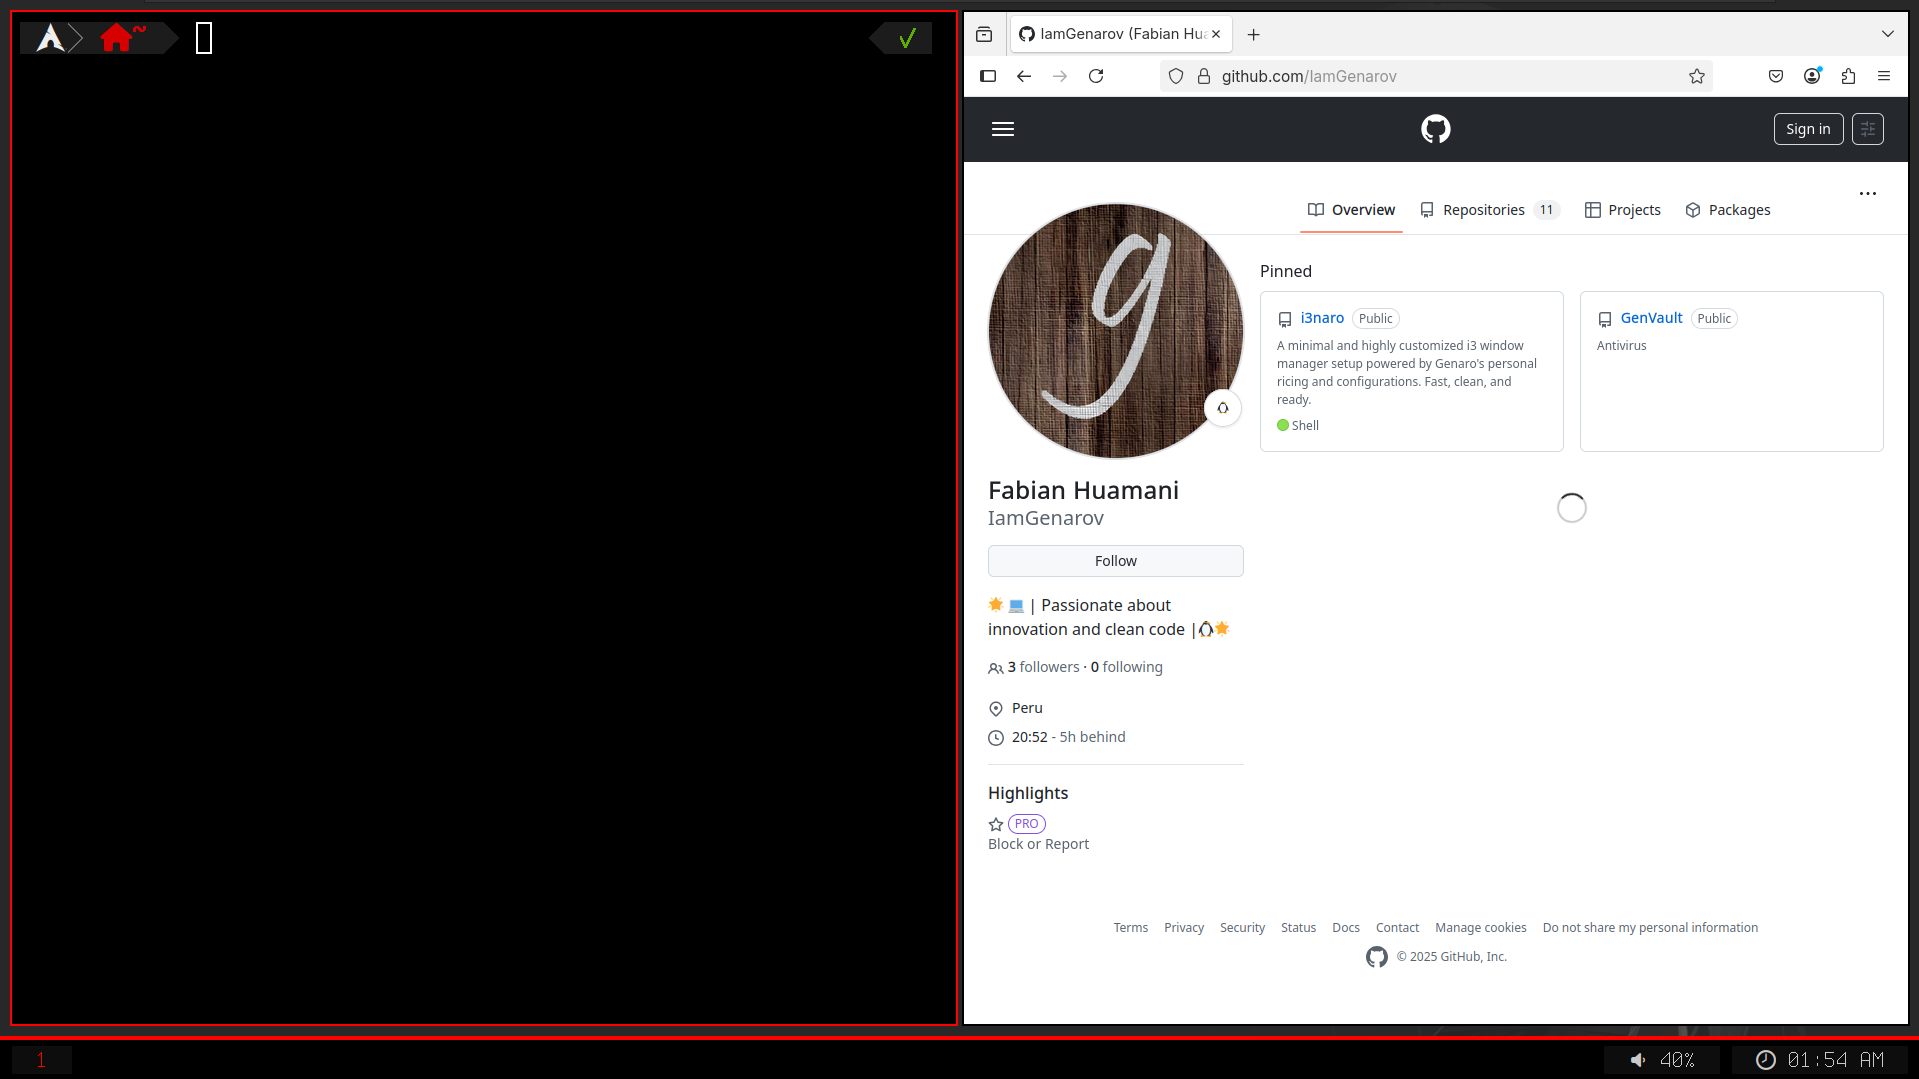 ~
✓
IamGenarov (Fabian Hua
github.com/IamGenarov
Sign in
Overview
Repositories 11
Projects
Packages
Pinned
i3naro Public
A minimal and highly customized i3 window
manager setup powered by Genaro's personal
ricing and configurations. Fast, clean, and
ready.
Shell
GenVault Public
Antivirus
g
Fabian Huamani
IamGenarov
Follow
🌟 💻 | Passionate about
innovation and clean code |🐧🌟
3 followers · 0 following
Peru
20:52 - 5h behind
Highlights
PRO
Block or Report
Terms Privacy Security Status Docs Contact Manage cookies Do not share my personal information
© 2025 GitHub, Inc.
1
40%
01:54 AM